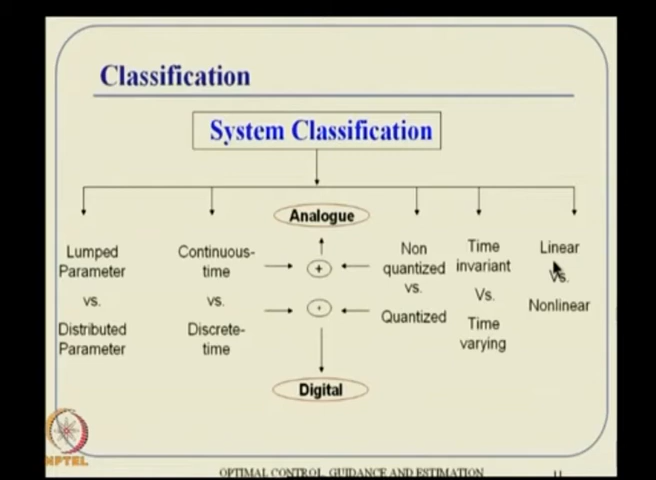 Classification
System Classification
Analogue
Lumped
Parameter
vs.
Distributed
Parameter
Continuous-
time
vs.
Discrete-
time
+
+
Non
quantized
vs.
Quantized
Time
invariant
Vs.
Time
varying
Linear
Vs.
Nonlinear
Digital
NPTEL
OPTIMAL CONTROL, GUIDANCE AND ESTIMATION